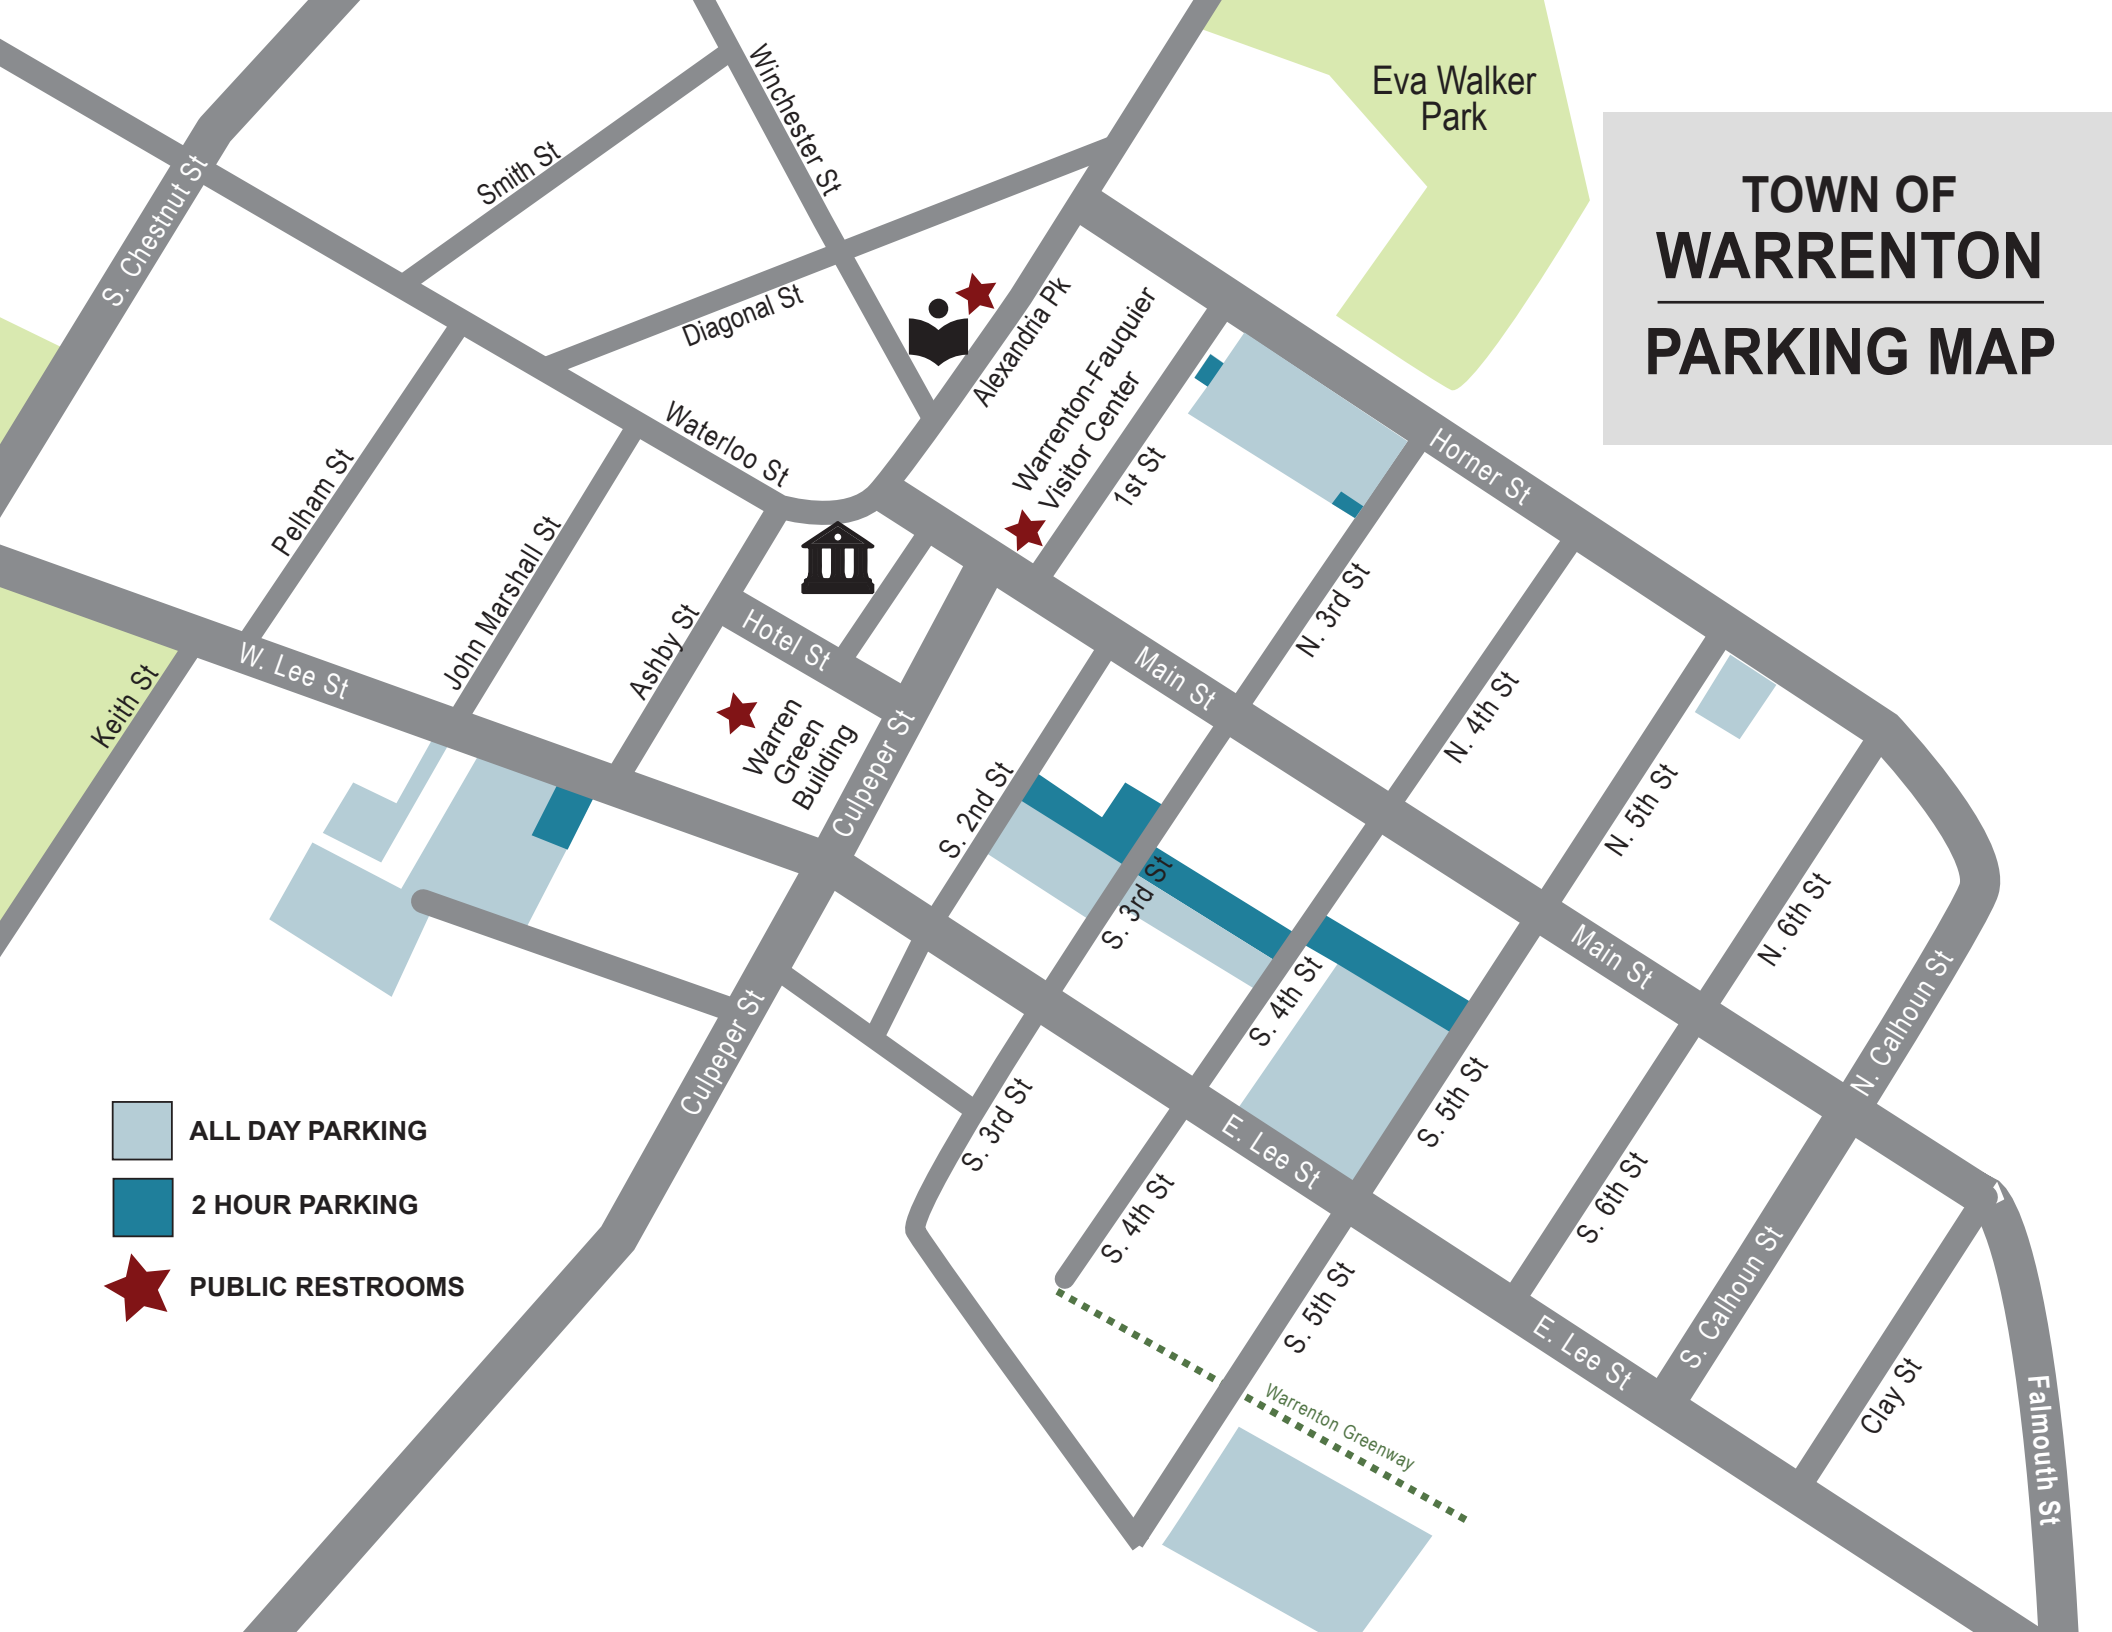 Eva Walker
Park
TOWN OF
WARRENTON
PARKING MAP
Winchester St
Smith St
S. Chestnut St
Diagonal St
Alexandria Pk
Warrenton-Fauquier
Visitor Center
1st St
Horner St
Waterloo St
Pelham St
John Marshall St
Ashby St
Hotel St
W. Lee St
Keith St
Warren
Green
Building
Culpeper St
Main St
N. 3rd St
N. 4th St
N. 5th St
N. 6th St
S. 2nd St
S. 3rd St
S. 4th St
Main St
N. Calhoun St
Culpeper St
S. 3rd St
S. 5th St
E. Lee St
S. 4th St
S. 6th St
S. Calhoun St
S. 5th St
E. Lee St
Clay St
Falmouth St
Warrenton Greenway
ALL DAY PARKING
2 HOUR PARKING
PUBLIC RESTROOMS